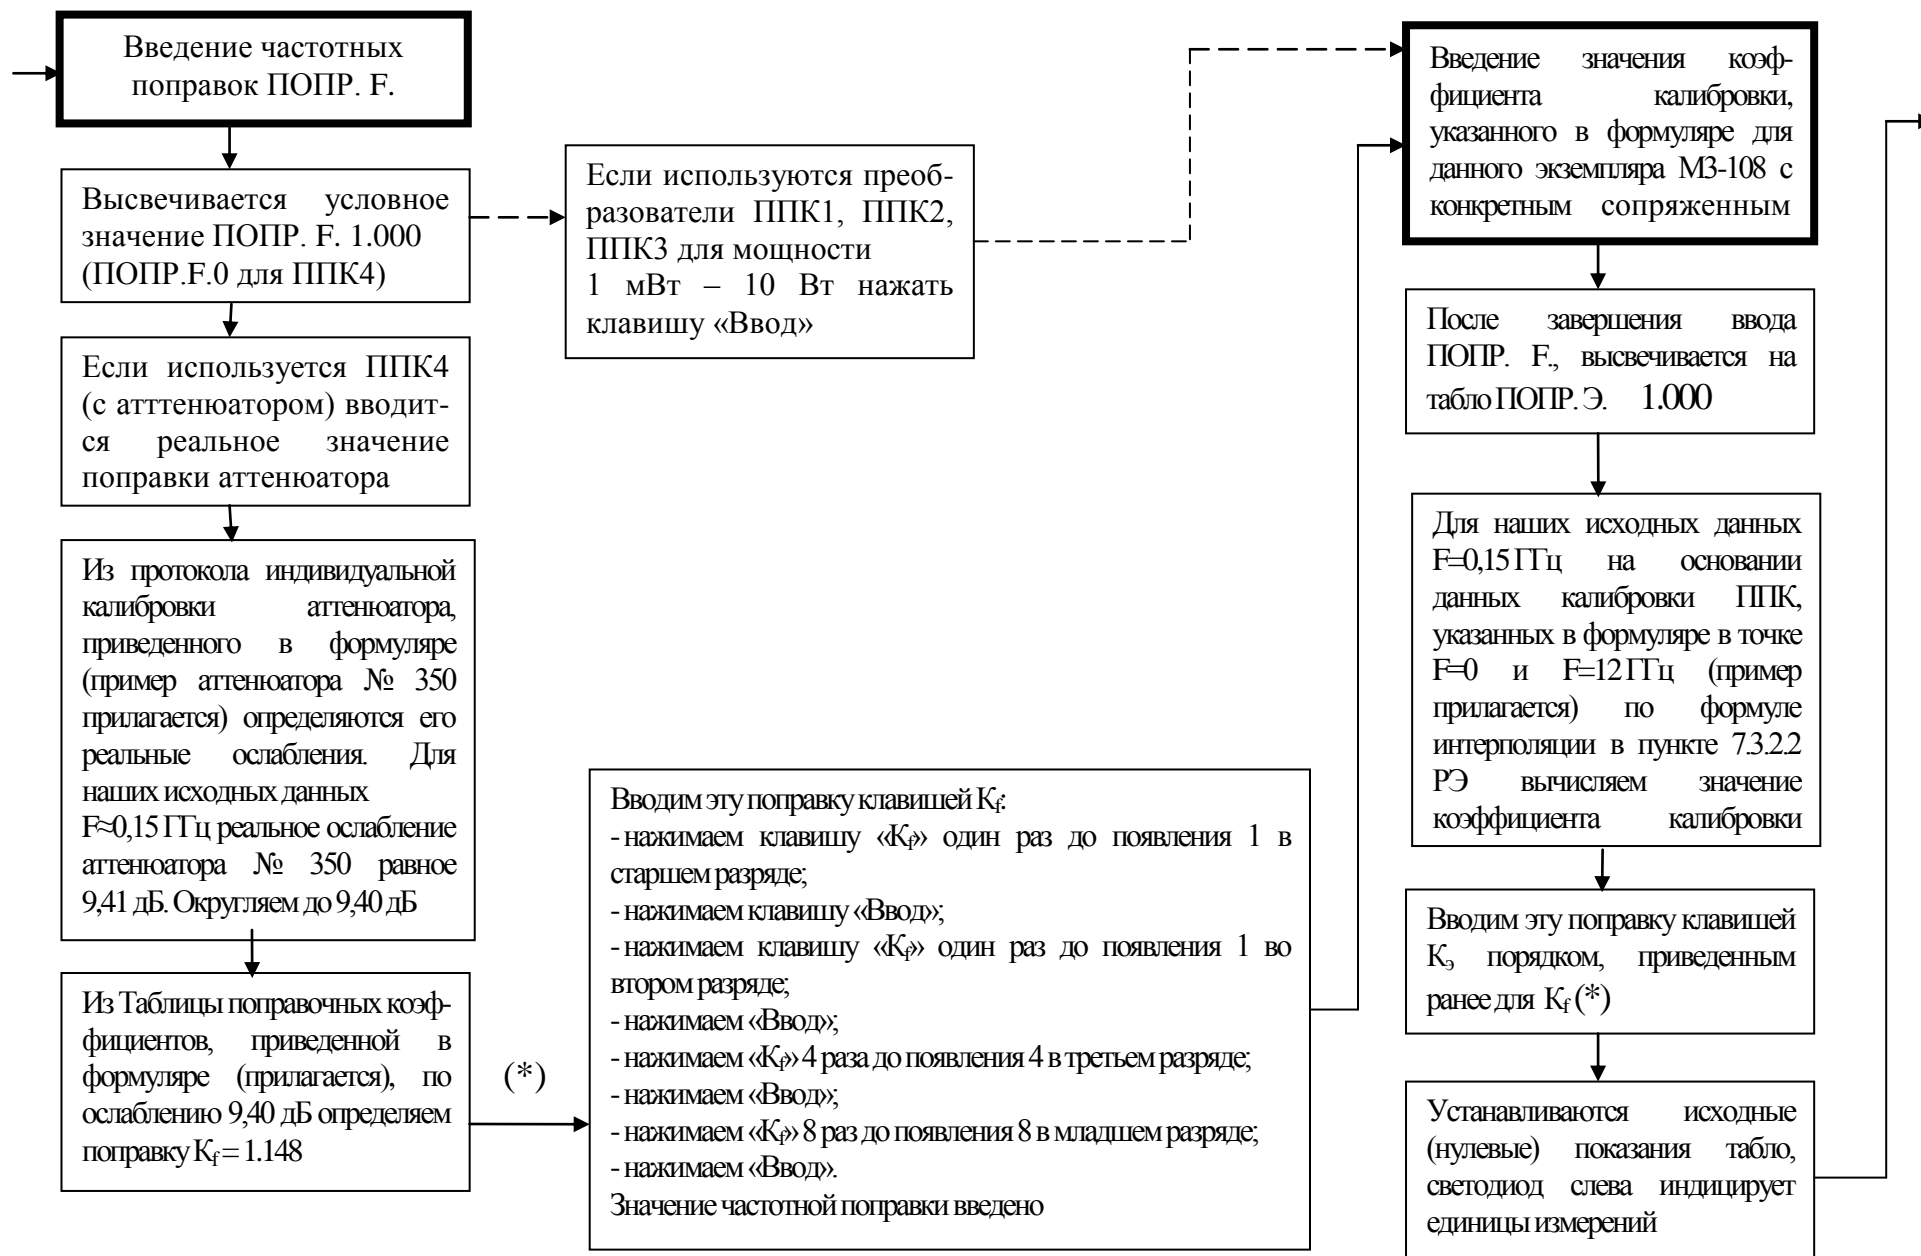 Введение частотных
поправок ПОПР. F.
Высвечивается условное
значение ПОПР. F. 1.000
(ПОПР.F.0 для ППК4)
Если используется ППК4
(с атттенюатором) вводит-
ся реальное значение
поправки аттенюатора
Из протокола индивидуальной
калибровки аттенюатора,
приведенного в формуляре
(пример аттенюатора № 350
прилагается) определяются его
реальные ослабления. Для
наших исходных данных
F≈0,15 ГГц реальное ослабление
аттенюатора № 350 равное
9,41 дБ. Округляем до 9,40 дБ
Из Таблицы поправочных коэф-
фициентов, приведенной в
формуляре (прилагается), по
ослаблению 9,40 дБ определяем
поправку Kf = 1.148
(*)
Если используются преоб-
разователи ППК1, ППК2,
ППК3 для мощности
1 мВт – 10 Вт нажать
клавишу «Ввод»
Вводим эту поправку клавишей Kf:
- нажимаем клавишу «Kf» один раз до появления 1 в
старшем разряде;
- нажимаем клавишу «Ввод»;
- нажимаем клавишу «Kf» один раз до появления 1 во
втором разряде;
- нажимаем «Ввод»;
- нажимаем «Kf» 4 раза до появления 4 в третьем разряде;
- нажимаем «Ввод»;
- нажимаем «Kf» 8 раз до появления 8 в младшем разряде;
- нажимаем «Ввод».
Значение частотной поправки введено
Введение значения коэф-
фициента калибровки,
указанного в формуляре для
данного экземпляра М3-108 с
конкретным сопряженным
После завершения ввода
ПОПР. F., высвечивается на
табло ПОПР. Э. 1.000
Для наших исходных данных
F=0,15 ГГц на основании
данных калибровки ППК,
указанных в формуляре в точке
F=0 и F=12 ГГц (пример
прилагается) по формуле
интерполяции в пункте 7.3.2.2
РЭ вычисляем значение
коэффициента калибровки
Вводим эту поправку клавишей
Kэ порядком, приведенным
ранее для Kf (*)
Устанавливаются исходные
(нулевые) показания табло,
светодиод слева индицирует
единицы измерений